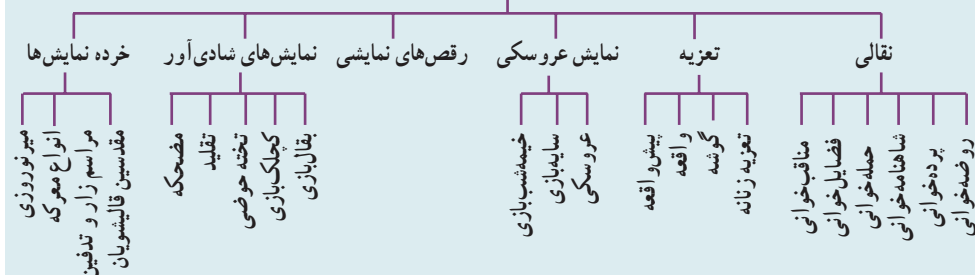 نقالی
تعزیه
نمایش عروسکی
رقص‌های نمایشی
نمایش‌های شادی‌آور
خرده نمایش‌ها
روضه‌خوانی
پرده‌خوانی
شاهنامه‌خوانی
حمله‌خوانی
فضایل‌خوانی
مناقب‌خوانی
تعزیه زنانه
گوشه
واقعه
پیش‌واقعه
عروسکی
سایه‌بازی
خیمه‌شب‌بازی
بقال‌بازی
کچلک‌بازی
تخته حوضی
تقلید
مضحکه
مقدسین قالیشویان
مراسم زار و تدفین
انواع معرکه
میرنوروزی